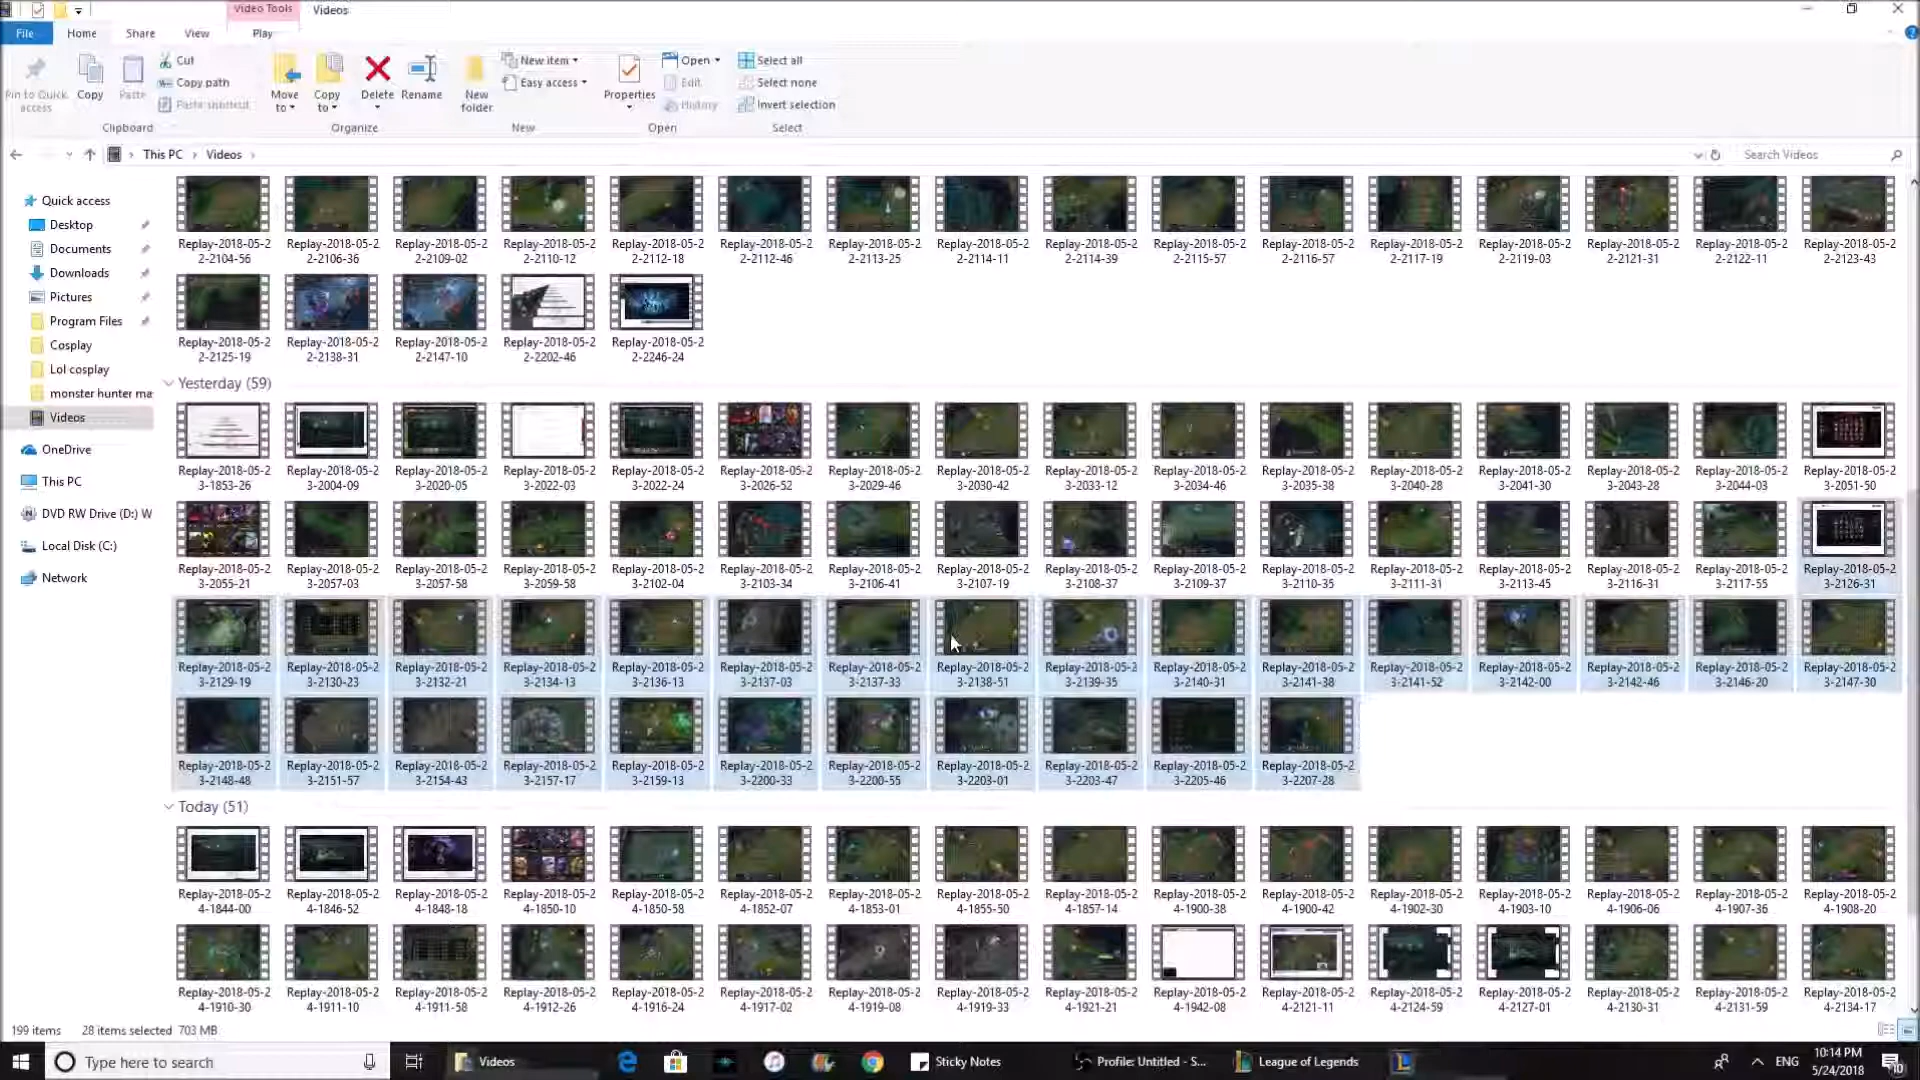 Video Tools Videos
File Home Share View Play
Pin to Quick access
Copy
Paste
Cut
Copy path
Paste shortcut
Clipboard
Move to
Copy to
Delete
Rename
Organize
New folder
New item
Easy access
New
Properties
Open
Edit
History
Open
Select all
Select none
Invert selection
Select
This PC Videos
Search Videos
Quick access
Desktop
Documents
Downloads
Pictures
Program Files
Cosplay
Lol cosplay
monster hunter ma
Videos
OneDrive
This PC
DVD RW Drive (D:) W
Local Disk (C:)
Network
Replay-2018-05-2 Replay-2018-05-2 Replay-2018-05-2 Replay-2018-05-2 Replay-2018-05-2 Replay-2018-05-2 Replay-2018-05-2 Replay-2018-05-2 Replay-2018-05-2 Replay-2018-05-2 Replay-2018-05-2 Replay-2018-05-2 Replay-2018-05-2 Replay-2018-05-2 Replay-2018-05-2 Replay-2018-05-2
2-2104-56 2-2106-36 2-2109-02 2-2110-12 2-2112-18 2-2112-46 2-2113-25 2-2114-11 2-2114-39 2-2115-57 2-2116-57 2-2117-19 2-2119-03 2-2121-31 2-2122-11 2-2123-43
Replay-2018-05-2 Replay-2018-05-2 Replay-2018-05-2 Replay-2018-05-2 Replay-2018-05-2
2-2125-19 2-2138-31 2-2147-10 2-2202-46 2-2246-24
Yesterday (59)
Replay-2018-05-2 Replay-2018-05-2 Replay-2018-05-2 Replay-2018-05-2 Replay-2018-05-2 Replay-2018-05-2 Replay-2018-05-2 Replay-2018-05-2 Replay-2018-05-2 Replay-2018-05-2 Replay-2018-05-2 Replay-2018-05-2 Replay-2018-05-2 Replay-2018-05-2 Replay-2018-05-2 Replay-2018-05-2
3-1853-26 3-2004-09 3-2020-05 3-2022-03 3-2022-24 3-2026-52 3-2029-46 3-2030-42 3-2033-12 3-2034-46 3-2035-38 3-2040-28 3-2041-30 3-2043-28 3-2044-03 3-2051-50
Replay-2018-05-2 Replay-2018-05-2 Replay-2018-05-2 Replay-2018-05-2 Replay-2018-05-2 Replay-2018-05-2 Replay-2018-05-2 Replay-2018-05-2 Replay-2018-05-2 Replay-2018-05-2 Replay-2018-05-2 Replay-2018-05-2 Replay-2018-05-2 Replay-2018-05-2 Replay-2018-05-2 Replay-2018-05-2
3-2055-21 3-2057-03 3-2057-58 3-2059-58 3-2102-04 3-2103-34 3-2106-41 3-2107-19 3-2108-37 3-2109-37 3-2110-35 3-2111-31 3-2113-45 3-2116-31 3-2117-55 3-2126-31
Replay-2018-05-2 Replay-2018-05-2 Replay-2018-05-2 Replay-2018-05-2 Replay-2018-05-2 Replay-2018-05-2 Replay-2018-05-2 Replay-2018-05-2 Replay-2018-05-2 Replay-2018-05-2 Replay-2018-05-2 Replay-2018-05-2 Replay-2018-05-2 Replay-2018-05-2 Replay-2018-05-2 Replay-2018-05-2
3-2129-19 3-2130-23 3-2132-21 3-2134-13 3-2136-13 3-2137-03 3-2137-33 3-2138-51 3-2139-35 3-2140-31 3-2141-38 3-2141-52 3-2142-00 3-2142-46 3-2146-20 3-2147-30
Replay-2018-05-2 Replay-2018-05-2 Replay-2018-05-2 Replay-2018-05-2 Replay-2018-05-2 Replay-2018-05-2 Replay-2018-05-2 Replay-2018-05-2 Replay-2018-05-2 Replay-2018-05-2 Replay-2018-05-2
3-2148-48 3-2151-57 3-2154-43 3-2157-17 3-2159-13 3-2200-33 3-2200-55 3-2203-01 3-2203-47 3-2205-46 3-2207-28
Today (51)
Replay-2018-05-2 Replay-2018-05-2 Replay-2018-05-2 Replay-2018-05-2 Replay-2018-05-2 Replay-2018-05-2 Replay-2018-05-2 Replay-2018-05-2 Replay-2018-05-2 Replay-2018-05-2 Replay-2018-05-2 Replay-2018-05-2 Replay-2018-05-2 Replay-2018-05-2 Replay-2018-05-2 Replay-2018-05-2
4-1844-00 4-1846-52 4-1848-18 4-1850-10 4-1850-58 4-1852-07 4-1853-01 4-1855-50 4-1857-14 4-1900-38 4-1900-42 4-1902-30 4-1903-10 4-1906-06 4-1907-36 4-1908-20
Replay-2018-05-2 Replay-2018-05-2 Replay-2018-05-2 Replay-2018-05-2 Replay-2018-05-2 Replay-2018-05-2 Replay-2018-05-2 Replay-2018-05-2 Replay-2018-05-2 Replay-2018-05-2 Replay-2018-05-2 Replay-2018-05-2 Replay-2018-05-2 Replay-2018-05-2 Replay-2018-05-2 Replay-2018-05-2
4-1910-30 4-1911-10 4-1911-58 4-1912-26 4-1916-24 4-1917-02 4-1919-08 4-1919-33 4-1921-21 4-1942-08 4-2121-11 4-2124-59 4-2127-01 4-2130-31 4-2131-59 4-2134-17
199 items 28 items selected 703 MB
Type here to search Videos Sticky Notes Profile: Untitled - S... League of Legends ENG 10:14 PM
5/24/2018
10